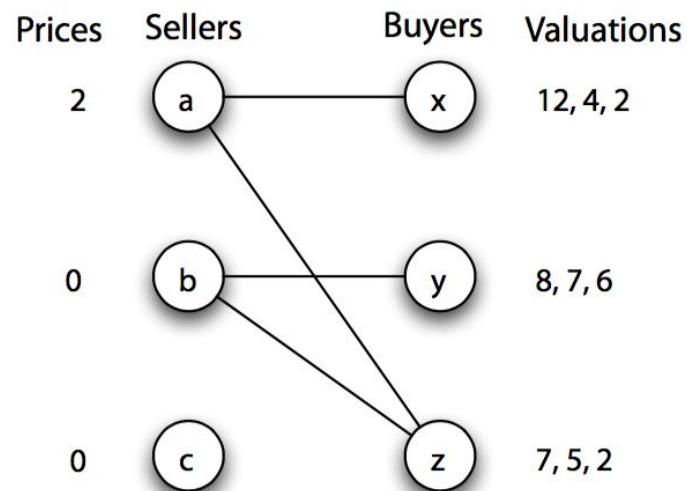 Prices Sellers Buyers Valuations
2 a x 12, 4, 2
0 b y 8, 7, 6
0 c z 7, 5, 2